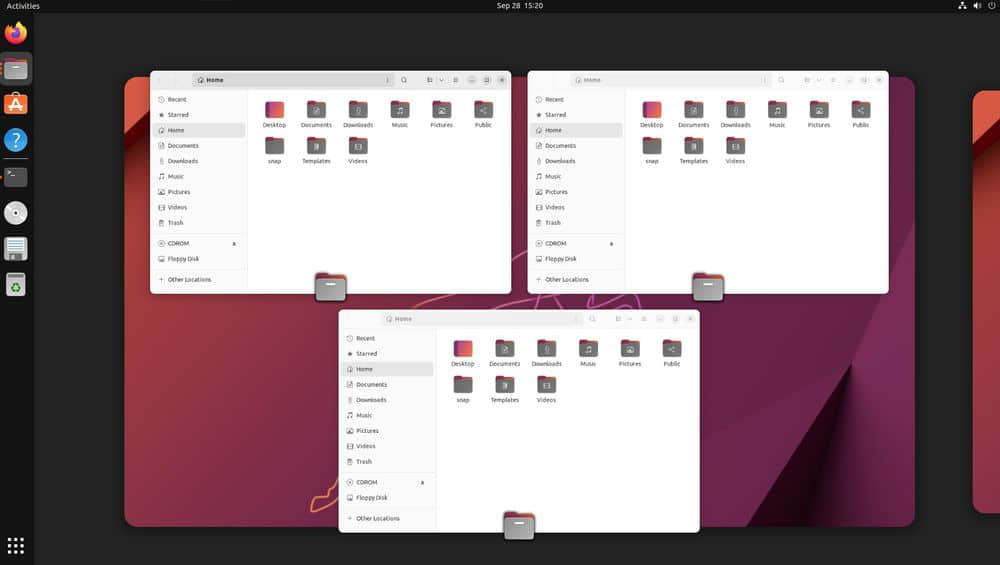 Activities
Sep 28 15:20
Home
Recent
Starred
Home
Documents
Downloads
Music
Pictures
Videos
Trash
CDROM
Floppy Disk
Other Locations
Desktop Documents Downloads Music Pictures Public
snap Templates Videos
Home
Recent
Starred
Home
Documents
Downloads
Music
Pictures
Videos
Trash
CDROM
Floppy Disk
Other Locations
Desktop Documents Downloads Music Pictures Public
snap Templates Videos
Home
Recent
Starred
Home
Documents
Downloads
Music
Pictures
Videos
Trash
CDROM
Floppy Disk
Other Locations
Desktop Documents Downloads Music Pictures Public
snap Templates Videos